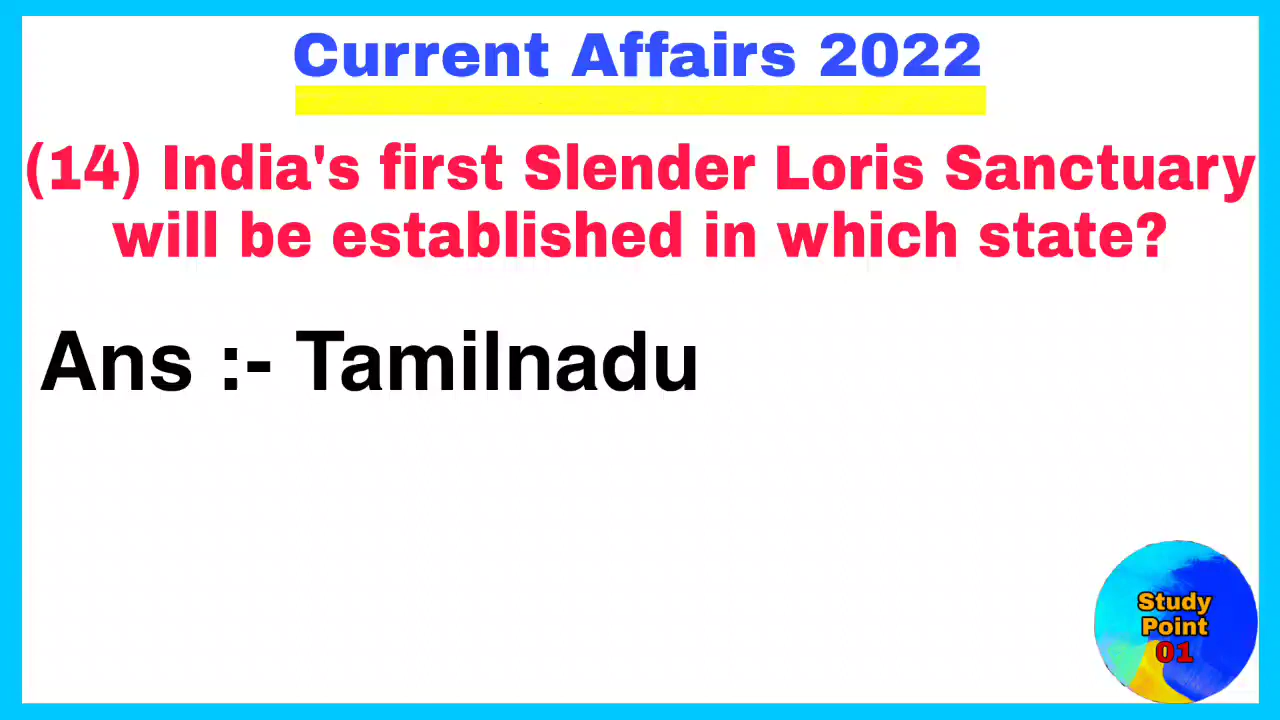 Current Affairs 2022
(14) India's first Slender Loris Sanctuary
will be established in which state?
Ans :- Tamilnadu
Study
Point
01